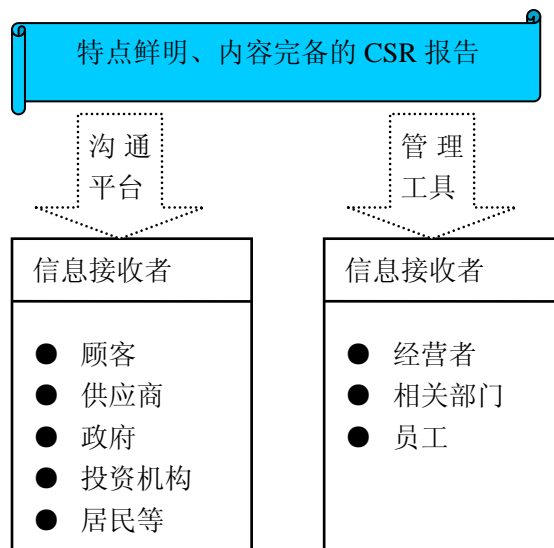 特点鲜明、内容完备的 CSR 报告
沟 通
平台
管 理
工具
信息接收者
● 顾客
● 供应商
● 政府
● 投资机构
● 居民等
信息接收者
● 经营者
● 相关部门
● 员工